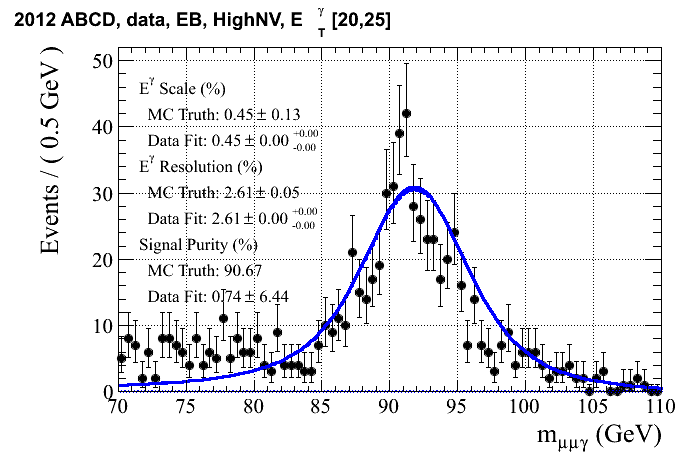 2012 ABCD, data, EB, HighNV, E^γ_T [20,25]
Events / ( 0.5 GeV )
50
40
30
20
10
0
E^γ Scale (%)
MC Truth: 0.45 ± 0.13
Data Fit: 0.45 ± 0.00 +0.00 -0.00
E^γ Resolution (%)
MC Truth: 2.61 ± 0.05
Data Fit: 2.61 ± 0.00 +0.00 -0.00
Signal Purity (%)
MC Truth: 90.67
Data Fit: 0.74 ± 6.44
70 75 80 85 90 95 100 105 110
m_μμγ (GeV)